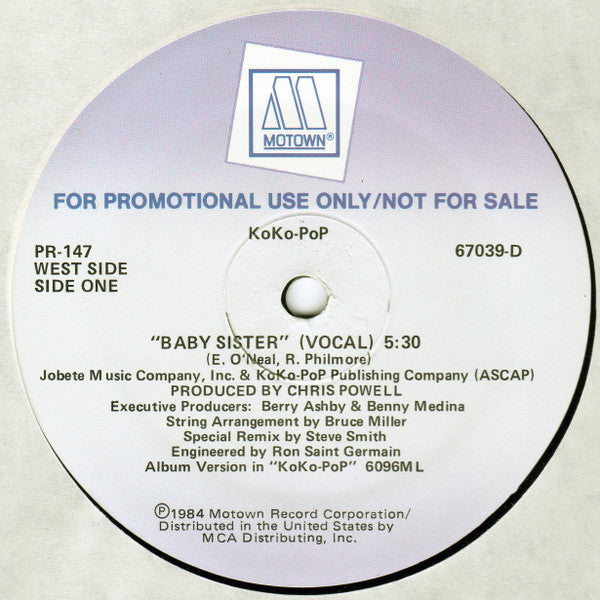 MOTOWN®
FOR PROMOTIONAL USE ONLY/NOT FOR SALE
KoKo-PoP
PR-147
WEST SIDE
SIDE ONE
67039-D
"BABY SISTER" (VOCAL) 5:30
(E. O'Neal, R. Philmore)
Jobete Music Company, Inc. & KoKo-PoP Publishing Company (ASCAP)
PRODUCED BY CHRIS POWELL
Executive Producers: Berry Ashby & Benny Medina
String Arrangement by Bruce Miller
Special Remix by Steve Smith
Engineered by Ron Saint Germain
Album Version in "KoKo-PoP" 6096ML
℗1984 Motown Record Corporation/
Distributed in the United States by
MCA Distributing, Inc.